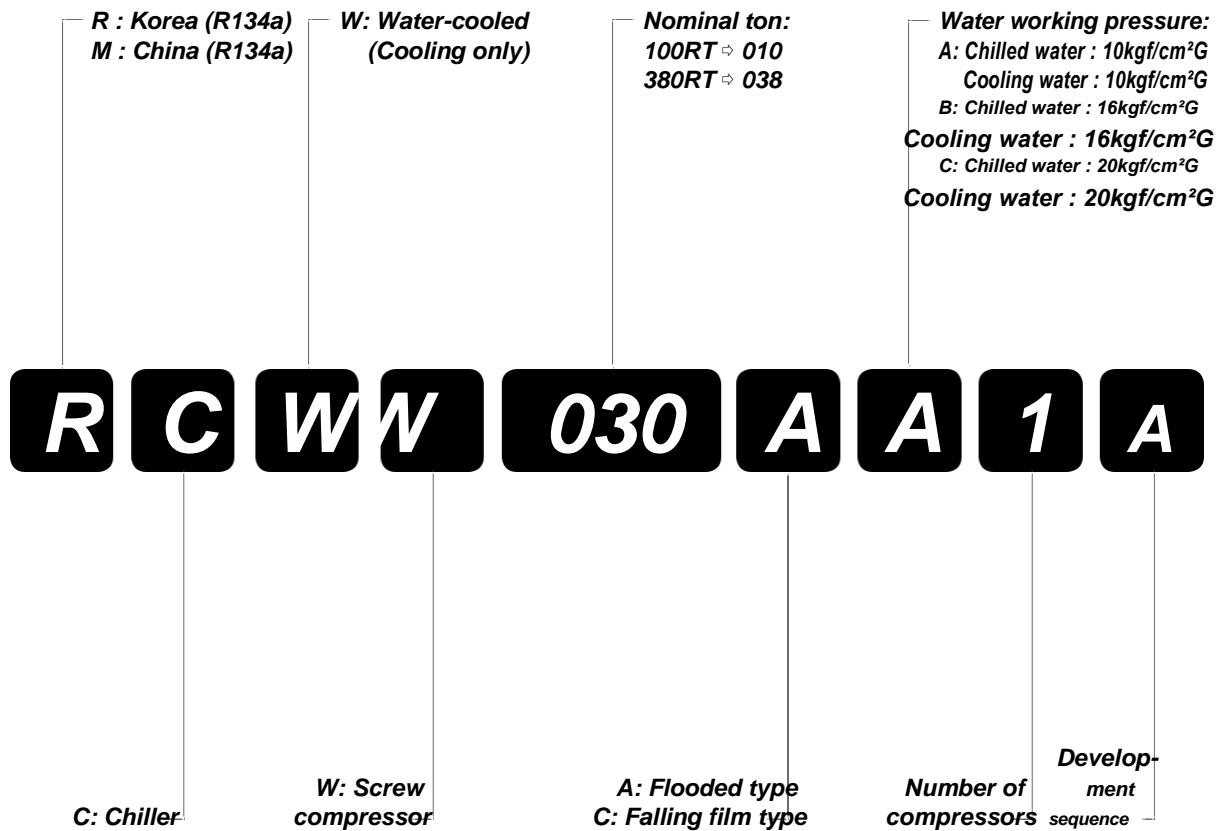 R : Korea (R134a)
M : China (R134a)
W: Water-cooled
(Cooling only)
Nominal ton:
100RT ⇨ 010
380RT ⇨ 038
Water working pressure:
A: Chilled water : 10kgf/cm²G
Cooling water : 10kgf/cm²G
B: Chilled water : 16kgf/cm²G
Cooling water : 16kgf/cm²G
C: Chilled water : 20kgf/cm²G
Cooling water : 20kgf/cm²G
R C W W 030 A A 1 A
C: Chiller
W: Screw
compressor
A: Flooded type
C: Falling film type
Number of
compressors
Develop-
ment
sequence